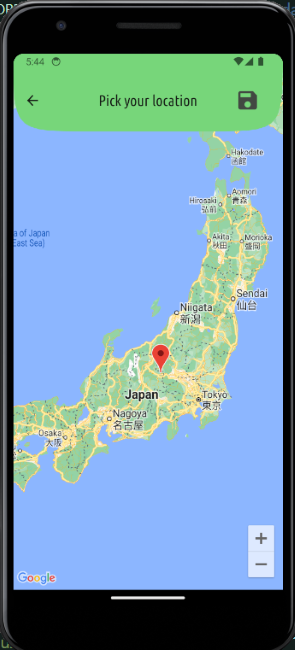 5:44
Pick your location
Hakodate
函館
Aomori
青森
Hirosaki
弘前
Akita
秋田
Morioka
盛岡
a of Japan
East Sea)
Sendai
仙台
Niigata
新潟
Japan
Tokyo
東京
Nagoya
名古屋
Osaka
大阪
+
−
Google